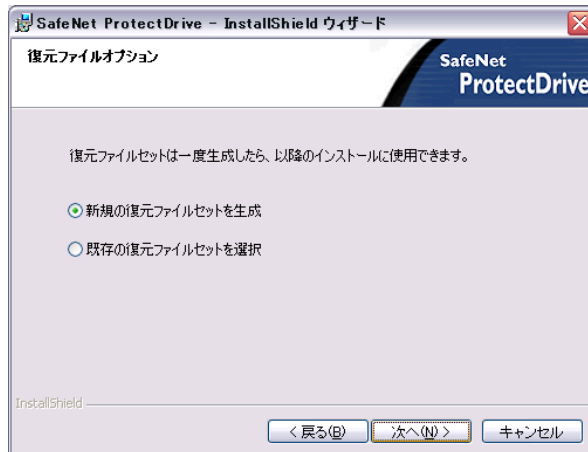 SafeNet ProtectDrive - InstallShield ウィザード
復元ファイルオプション
SafeNet
ProtectDrive
復元ファイルセットは一度生成したら、以降のインストールに使用できます。
新規の復元ファイルセットを生成
既存の復元ファイルセットを選択
InstallShield
< 戻る(B)
次へ(N) >
キャンセル